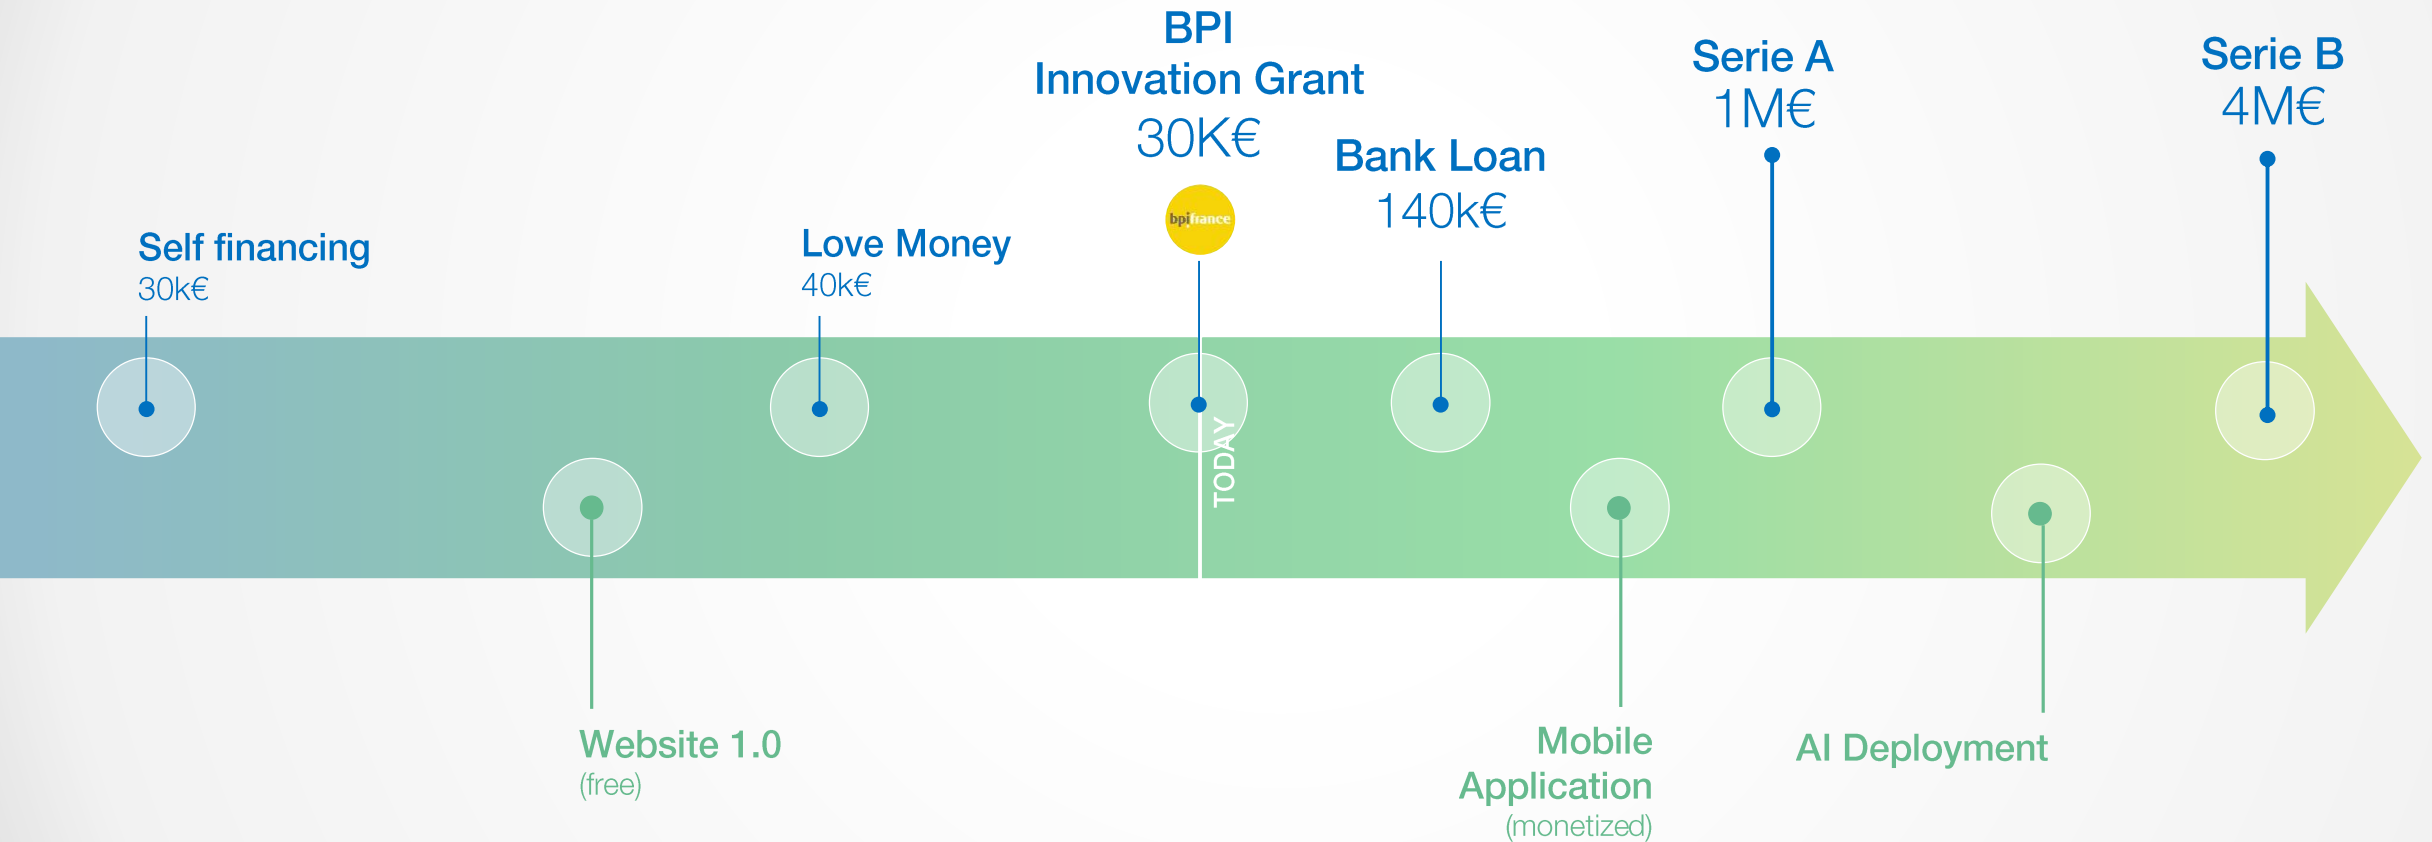 BPI
Innovation Grant
30K€
Serie A
1M€
Serie B
4M€
Bank Loan
140k€
bpifrance
Self financing
30k€
Love Money
40k€
TODAY
Website 1.0
(free)
Mobile
Application
(monetized)
AI Deployment